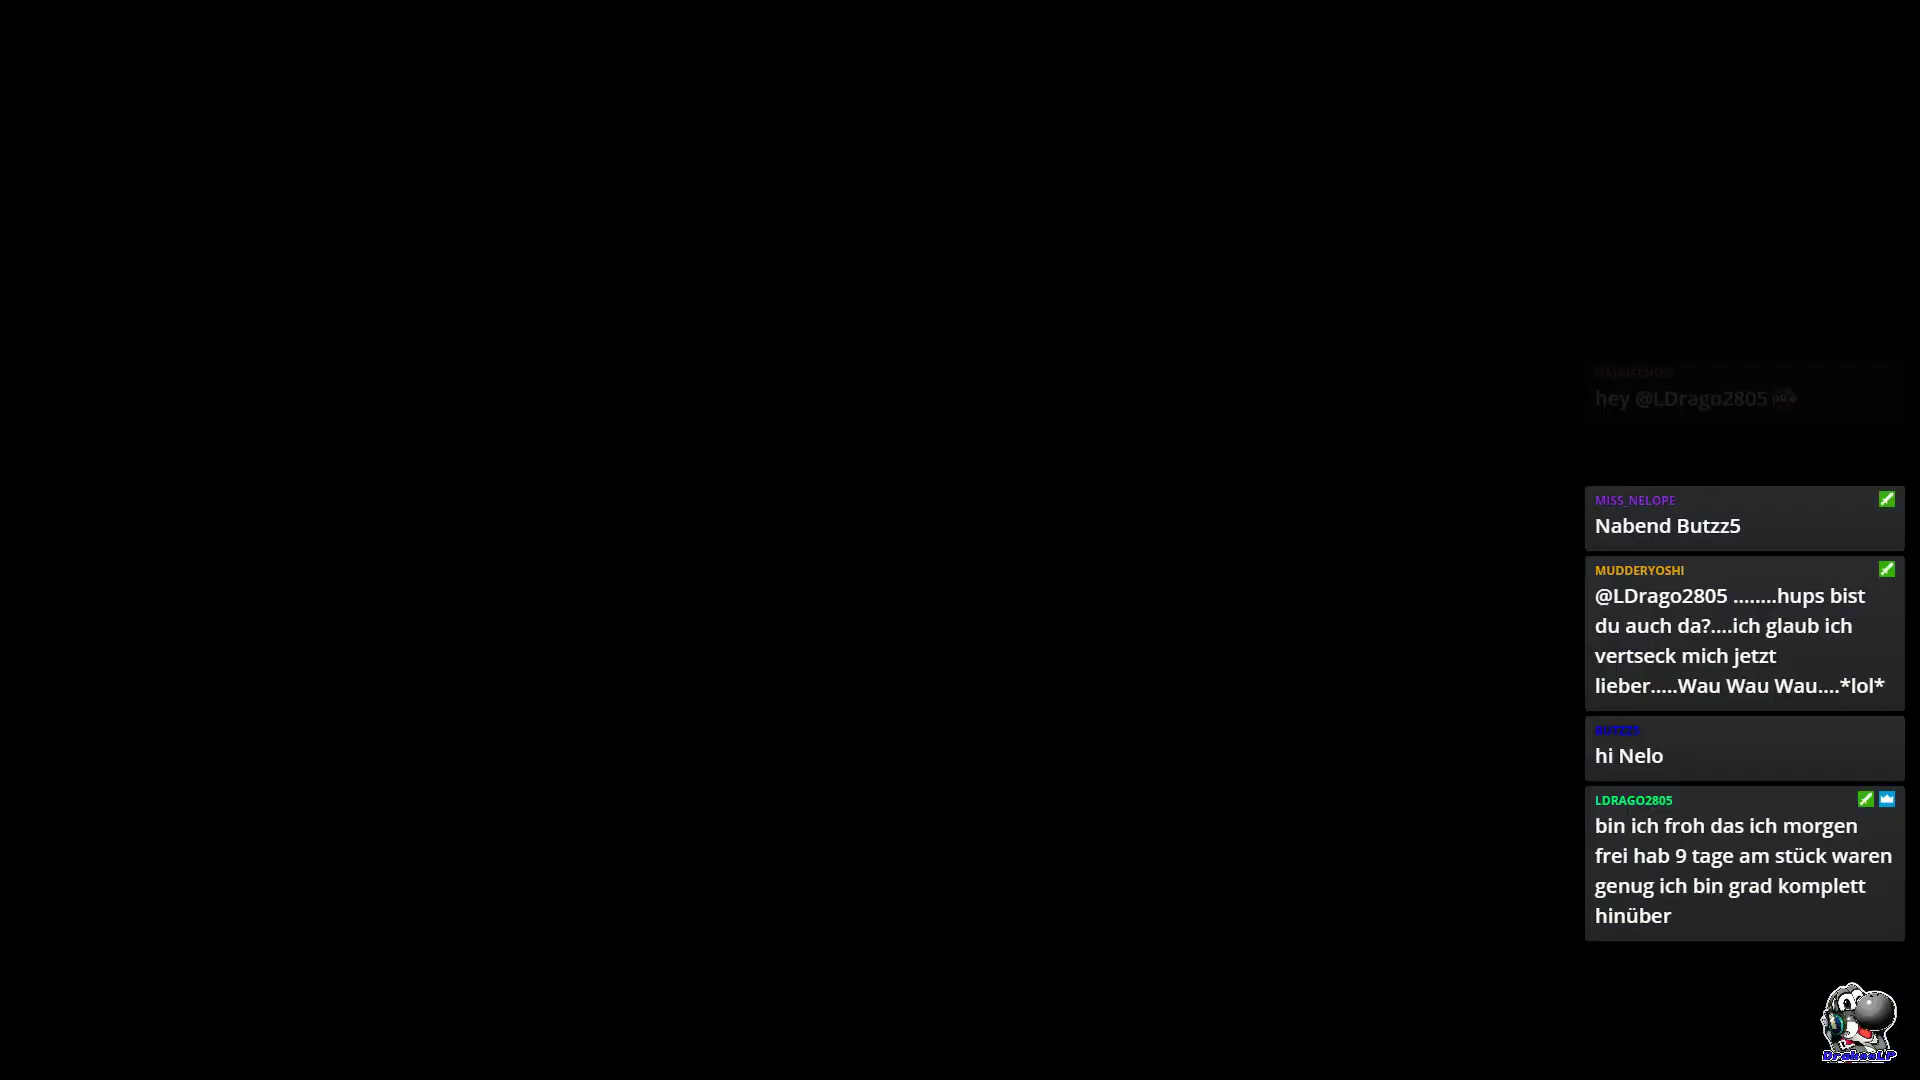 hey @LDrago2805
MISS_NELOPE
Nabend Butzz5
MUDDERYOSHI
@LDrago2805 ........hups bist
du auch da?....ich glaub ich
vertseck mich jetzt
lieber.....Wau Wau Wau....*lol*
BUTZZ5
hi Nelo
LDRAGO2805
bin ich froh das ich morgen
frei hab 9 tage am stück waren
genug ich bin grad komplett
hinüber